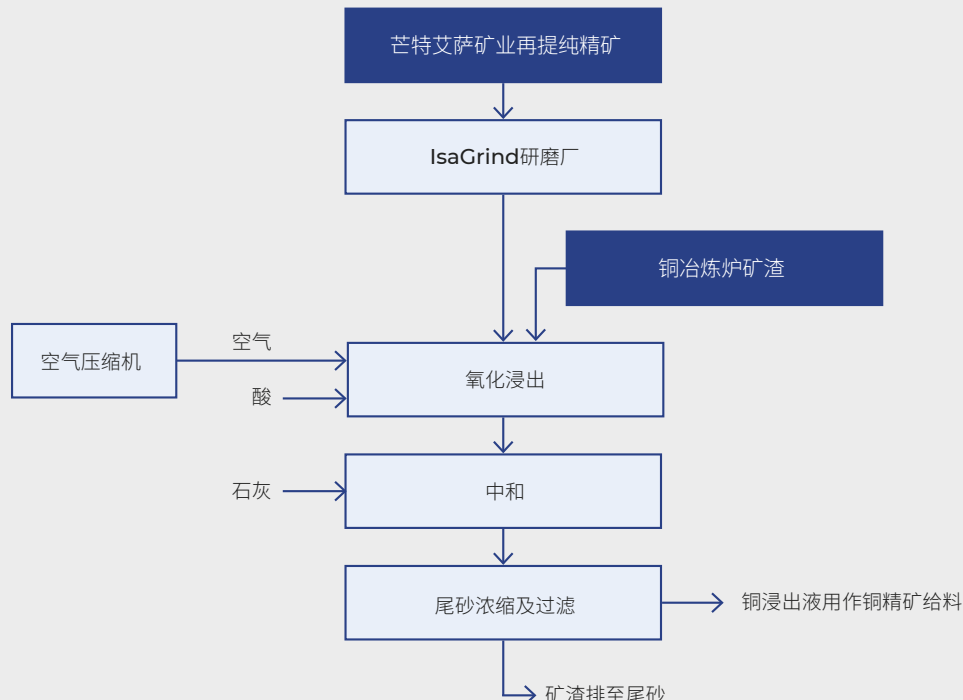 芒特艾萨矿业再提纯精矿
IsaGrind研磨厂
铜冶炼炉矿渣
空气压缩机
空气
酸
氧化浸出
石灰
中和
尾砂浓缩及过滤
铜浸出液用作铜精矿给料
矿渣排至尾砂